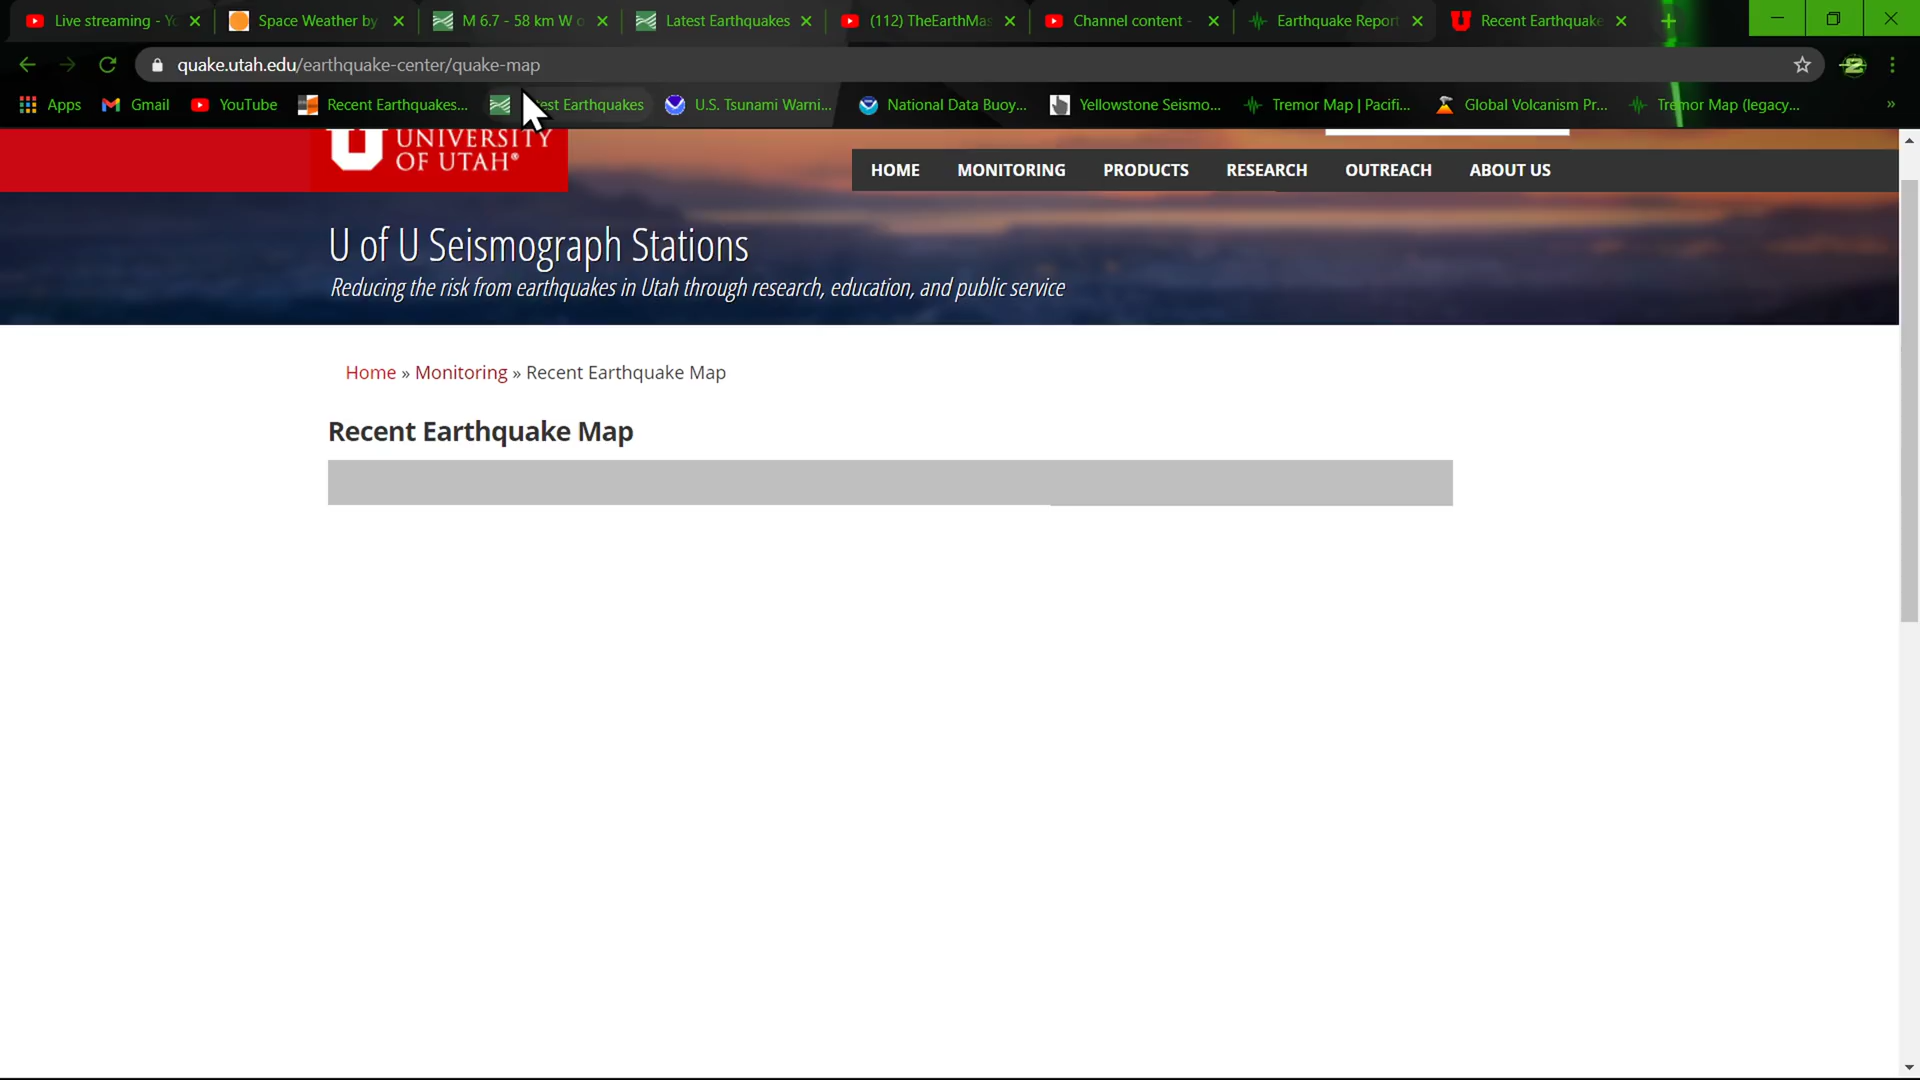 Live streaming - Yo
Space Weather by
M 6.7 - 58 km W o
Latest Earthquakes
(112) TheEarthMas
Channel content -
Earthquake Report
Recent Earthquake
quake.utah.edu/earthquake-center/quake-map
Apps
Gmail
YouTube
Recent Earthquakes...
Earthquakes
U.S. Tsunami Warni...
National Data Buoy...
Yellowstone Seismo...
Tremor Map | Pacifi...
Global Volcanism Pr...
Tremor Map (legacy...
»
UNIVERSITY
OF UTAH®
HOME
MONITORING
PRODUCTS
RESEARCH
OUTREACH
ABOUT US
U of U Seismograph Stations
Reducing the risk from earthquakes in Utah through research, education, and public service
Home » Monitoring » Recent Earthquake Map
Recent Earthquake Map